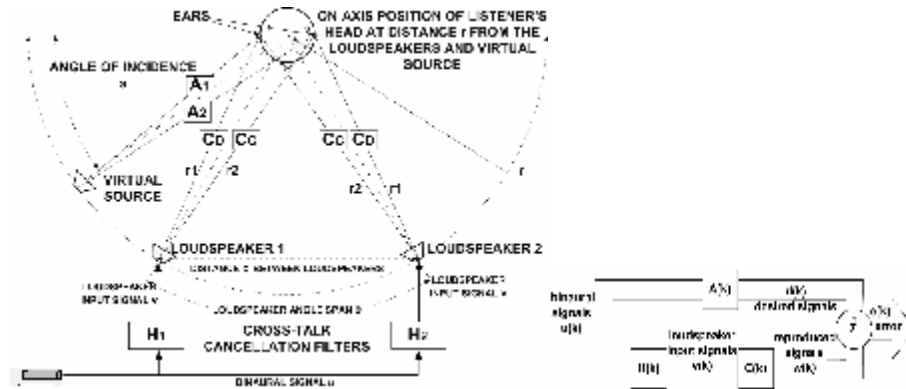 EARS
ON AXIS POSITION OF LISTENER'S
HEAD AT DISTANCE r FROM THE
LOUDSPEAKERS AND VIRTUAL
SOURCE
ANGLE OF INCIDENCE
A1
A2
CD CC CC CD
r1 r2 r2 r1 r
VIRTUAL
SOURCE
LOUDSPEAKER 1 LOUDSPEAKER 2
DISTANCE BETWEEN LOUDSPEAKERS
LOUDSPEAKER
INPUT SIGNAL v
LOUDSPEAKER
INPUT SIGNAL v
LOUDSPEAKER ANGLE SPAN
H1 CROSS-TALK H2
CANCELLATION FILTERS
BINAURAL SIGNAL u
binaural
signals
u(k)
A(k)
d(k)
desired signals
e(k)
error
loudspeaker
input signals
v(k)
reproduced
signals
w(k)
H(k) C(k)